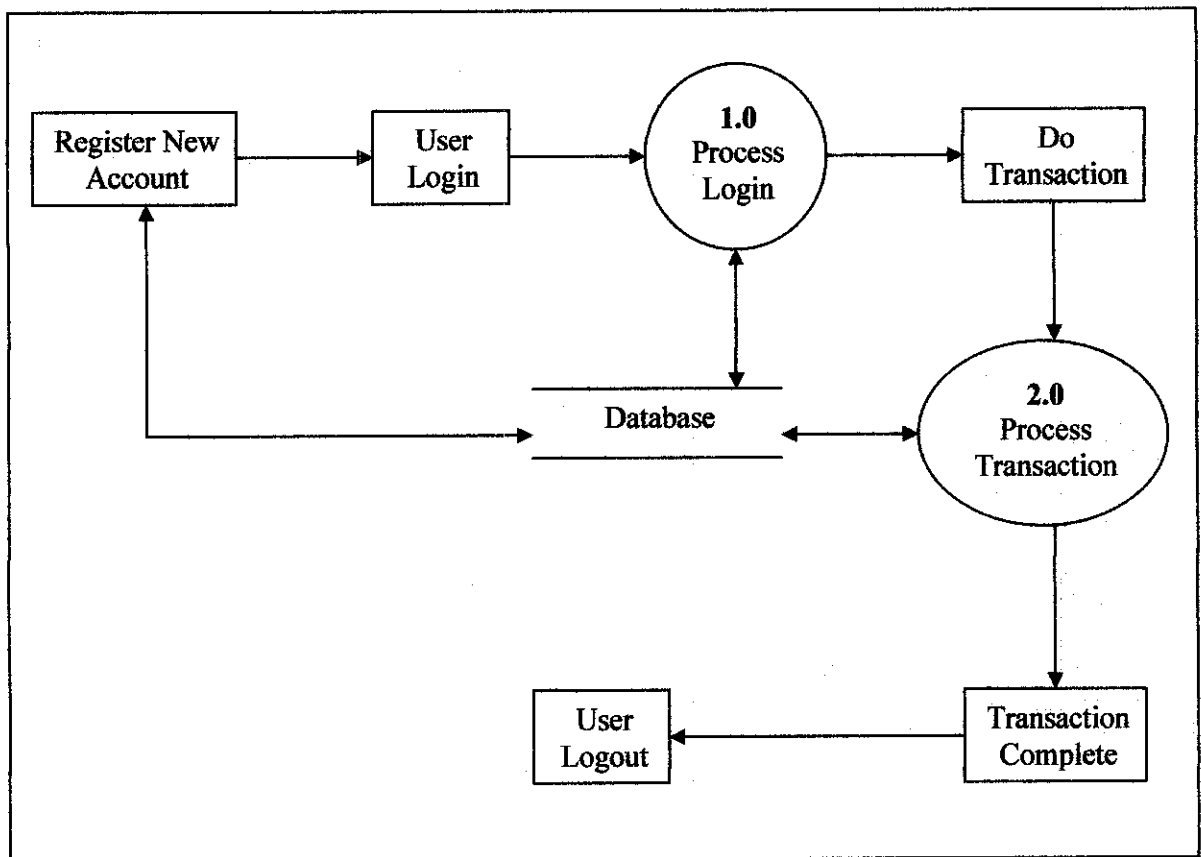 Register New
Account
User
Login
1.0
Process
Login
Do
Transaction
Database
2.0
Process
Transaction
User
Logout
Transaction
Complete